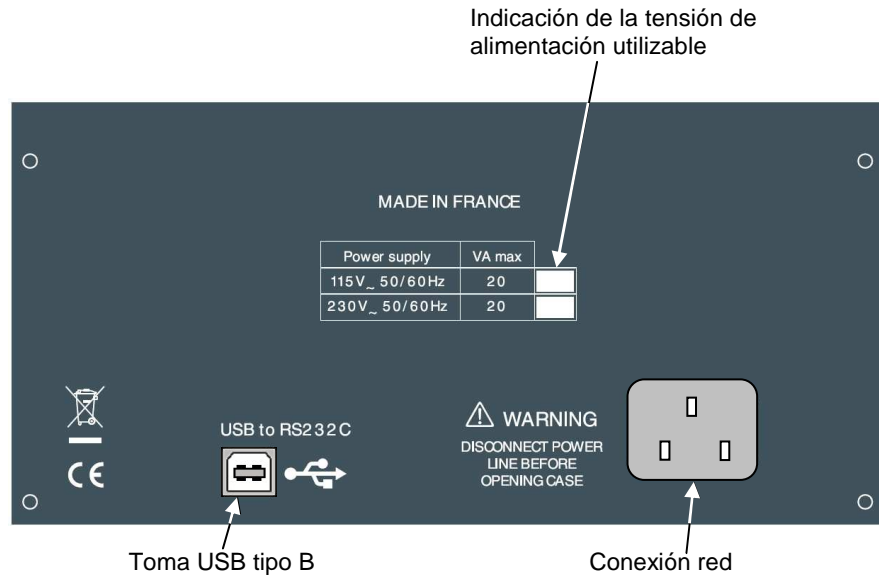 Indicación de la tensión de
alimentación utilizable
MADE IN FRANCE
Power supply VA max
115V~ 50/60Hz 20
230V~ 50/60Hz 20
USB to RS232C
WARNING
DISCONNECT POWER
LINE BEFORE
OPENING CASE
CE
Toma USB tipo B
Conexión red